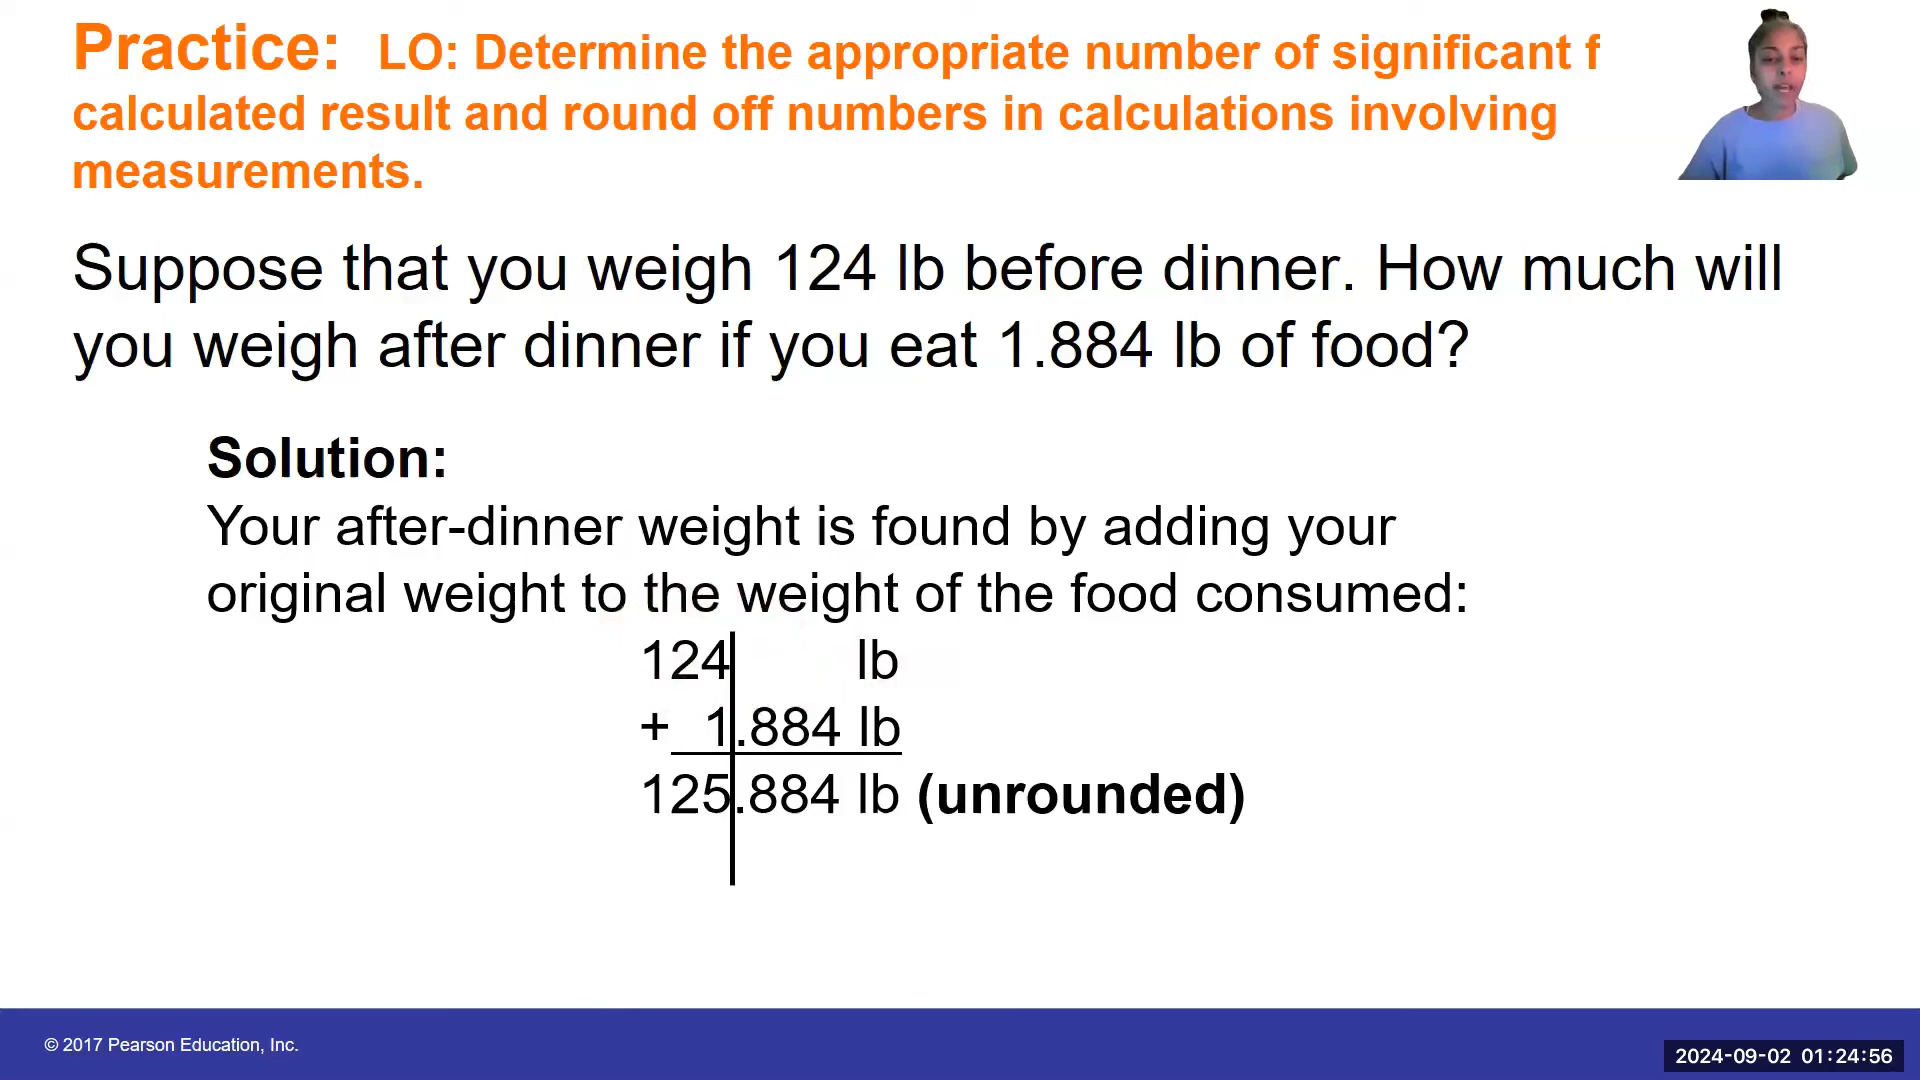 Practice: LO: Determine the appropriate number of significant f
calculated result and round off numbers in calculations involving
measurements.
Suppose that you weigh 124 lb before dinner. How much will
you weigh after dinner if you eat 1.884 lb of food?
Solution:
Your after-dinner weight is found by adding your
original weight to the weight of the food consumed:
124 lb
+ 1.884 lb
125.884 lb (unrounded)
© 2017 Pearson Education, Inc.
2024-09-02 01:24:56